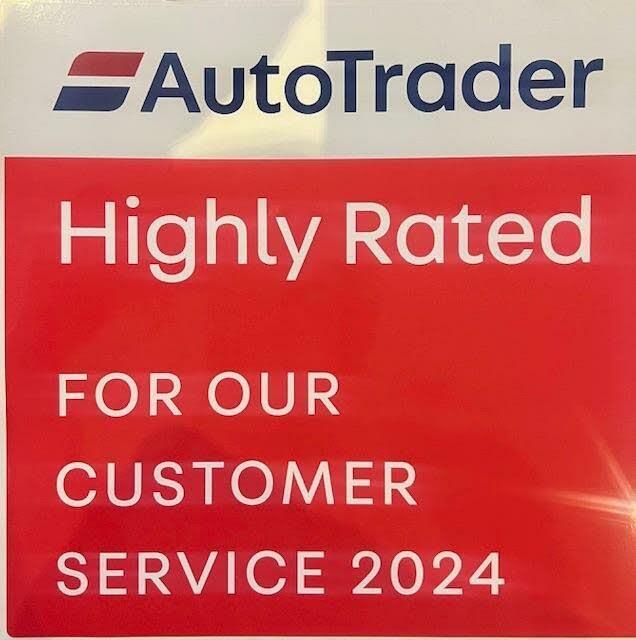 AutoTrader
Highly Rated
FOR OUR
CUSTOMER
SERVICE 2024